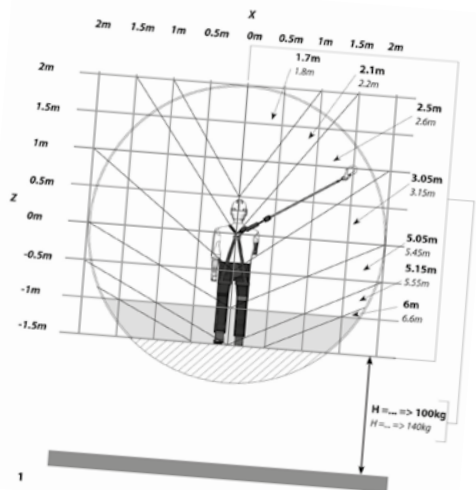 X
2m 1.5m 1m 0.5m 0m 0.5m 1m 1.5m 2m
1.7m
1.8m
2.1m
2.2m
2m
2.5m
2.6m
1.5m
1m
3.05m
3.15m
0.5m
Z
0m
5.05m
5.45m
-0.5m
5.15m
5.55m
-1m
6m
6.6m
-1.5m
H =... => 100kg
H =... => 140kg
1